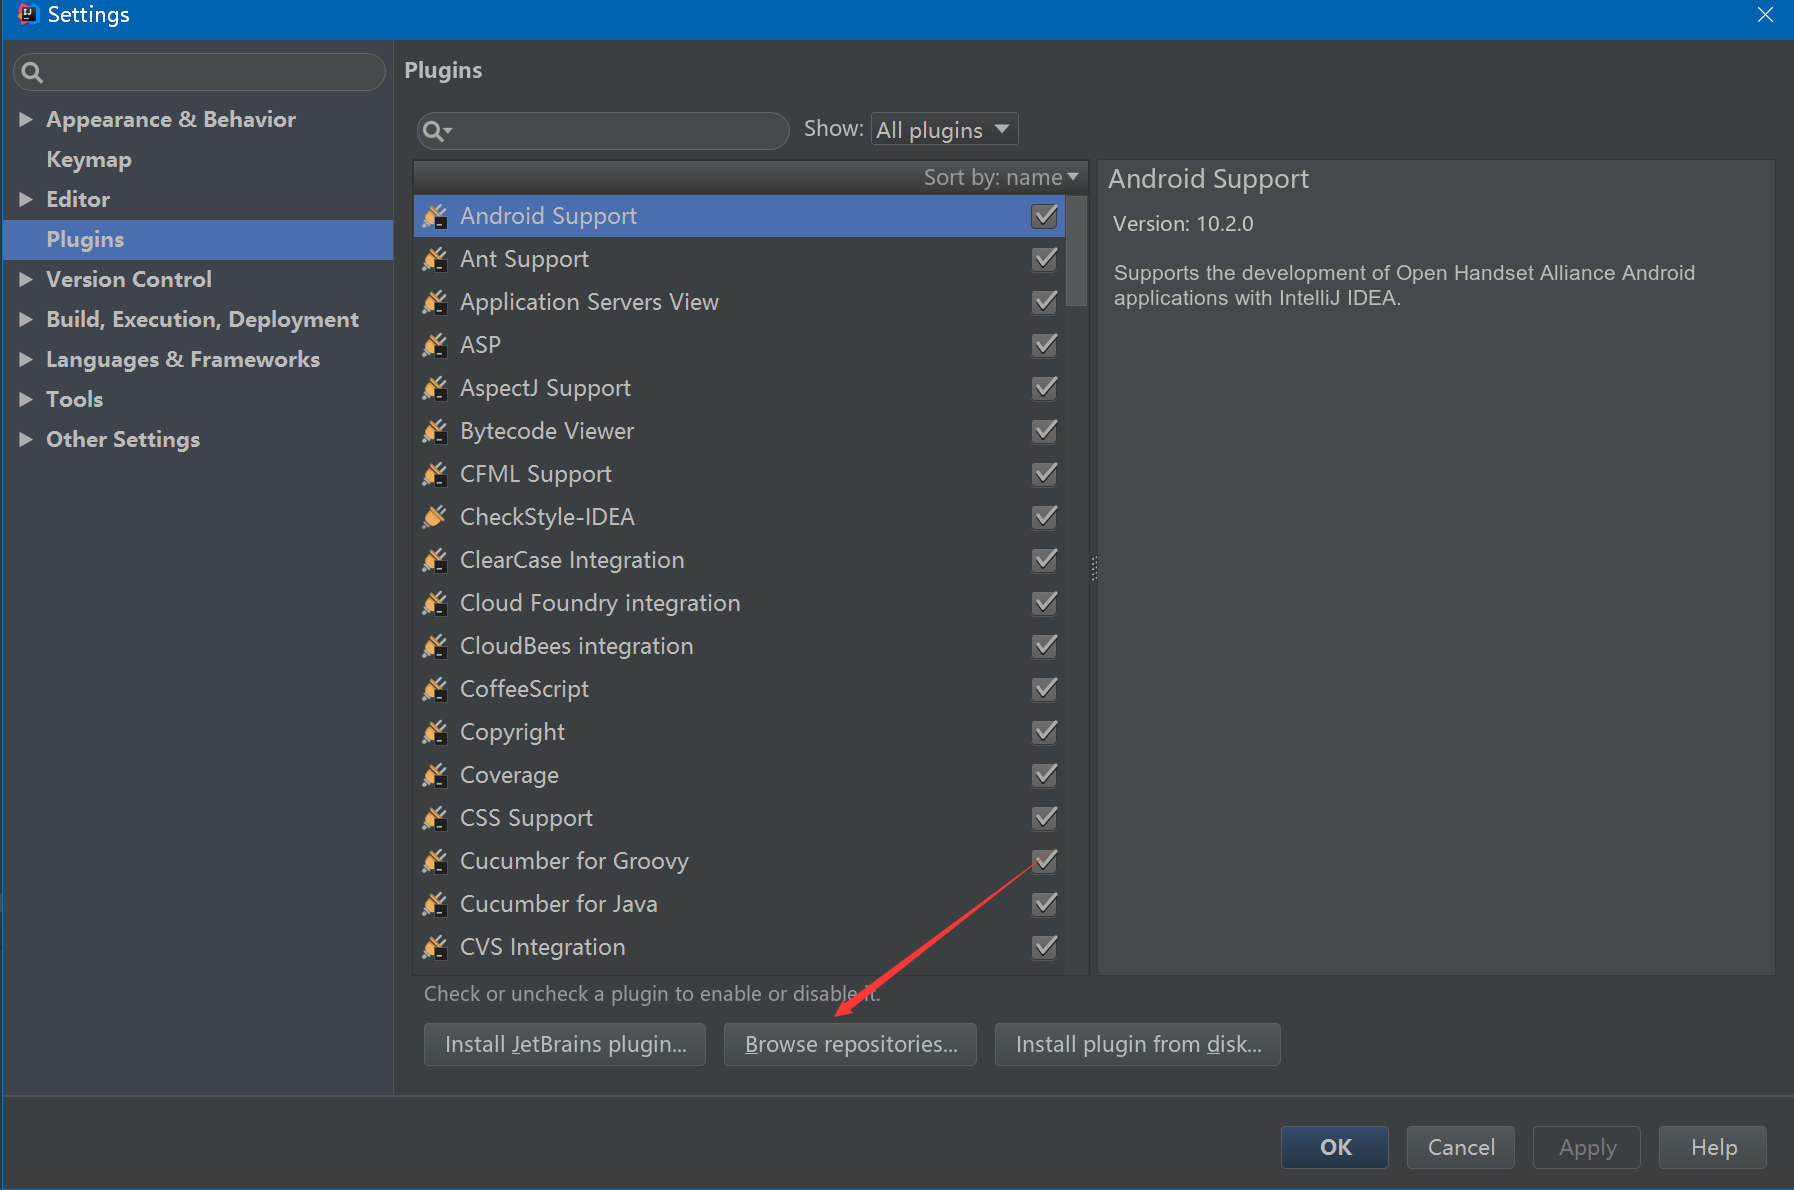 Settings
Plugins
Appearance & Behavior
Keymap
Editor
Plugins
Version Control
Build, Execution, Deployment
Languages & Frameworks
Tools
Other Settings
Show: All plugins
Sort by: name
Android Support
Ant Support
Application Servers View
ASP
AspectJ Support
Bytecode Viewer
CFML Support
CheckStyle-IDEA
ClearCase Integration
Cloud Foundry integration
CloudBees integration
CoffeeScript
Copyright
Coverage
CSS Support
Cucumber for Groovy
Cucumber for Java
CVS Integration
Check or uncheck a plugin to enable or disable it.
Install JetBrains plugin...
Browse repositories...
Install plugin from disk...
Android Support
Version: 10.2.0
Supports the development of Open Handset Alliance Android
applications with IntelliJ IDEA.
OK
Cancel
Apply
Help